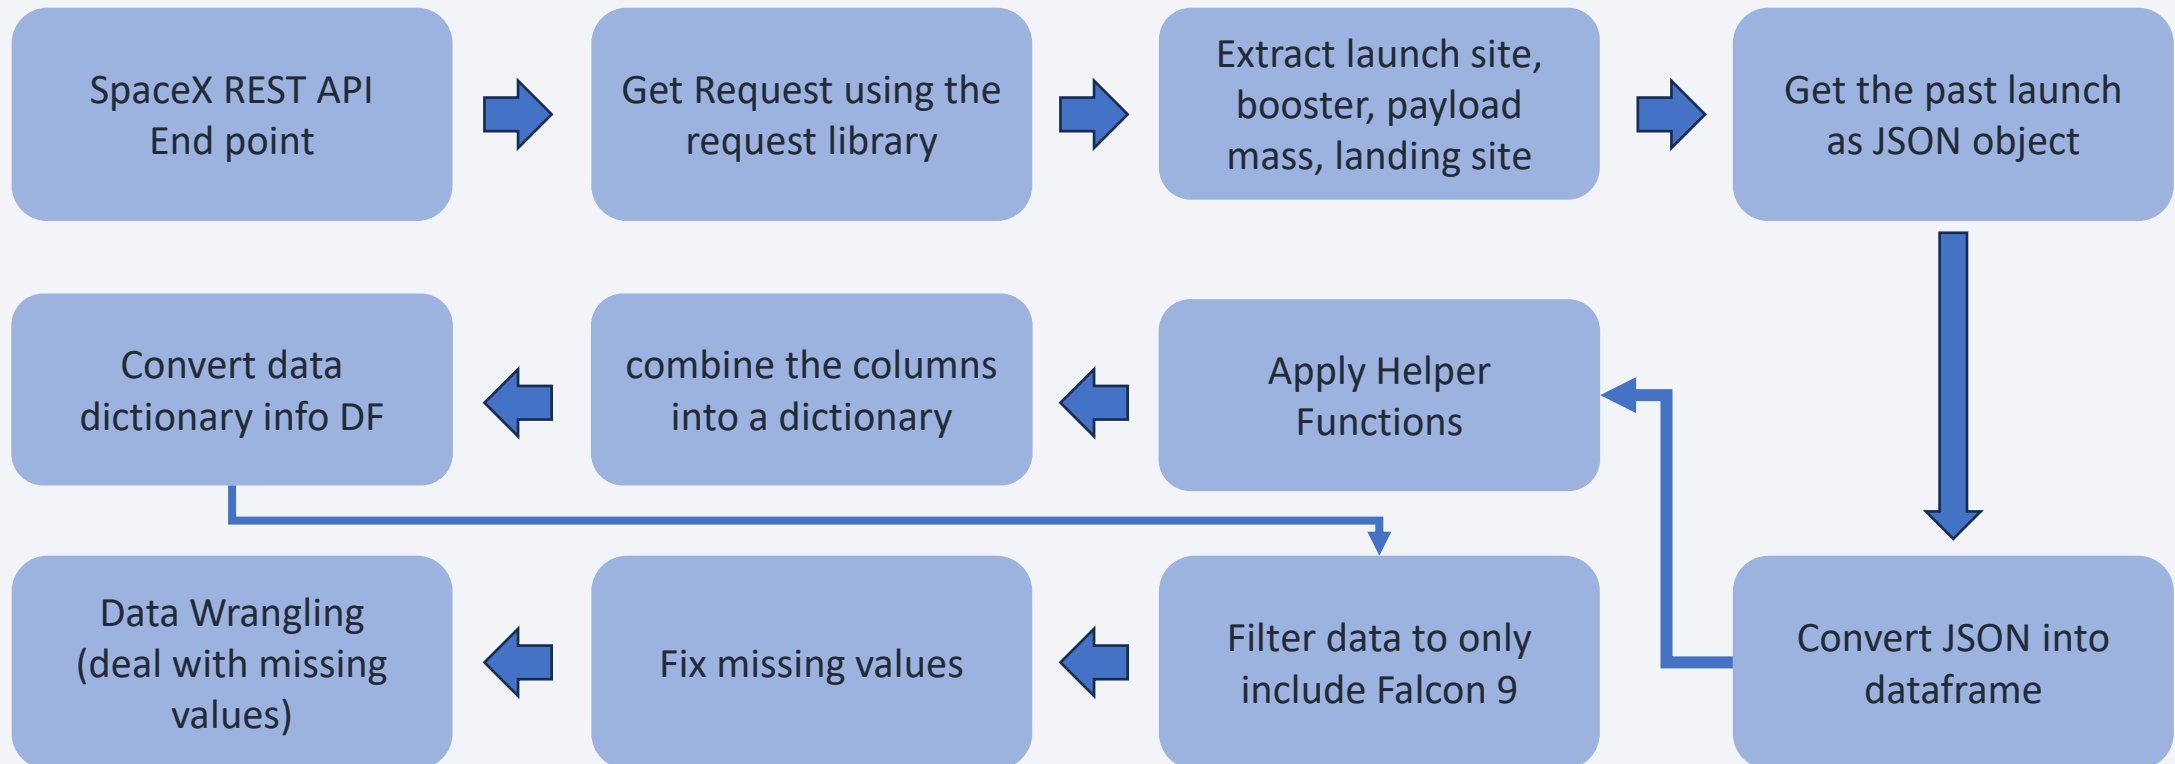 SpaceX REST API
End point
Get Request using the
request library
Extract launch site,
booster, payload
mass, landing site
Get the past launch
as JSON object
Convert JSON into
dataframe
Apply Helper
Functions
combine the columns
into a dictionary
Convert data
dictionary info DF
Filter data to only
include Falcon 9
Fix missing values
Data Wrangling
(deal with missing
values)